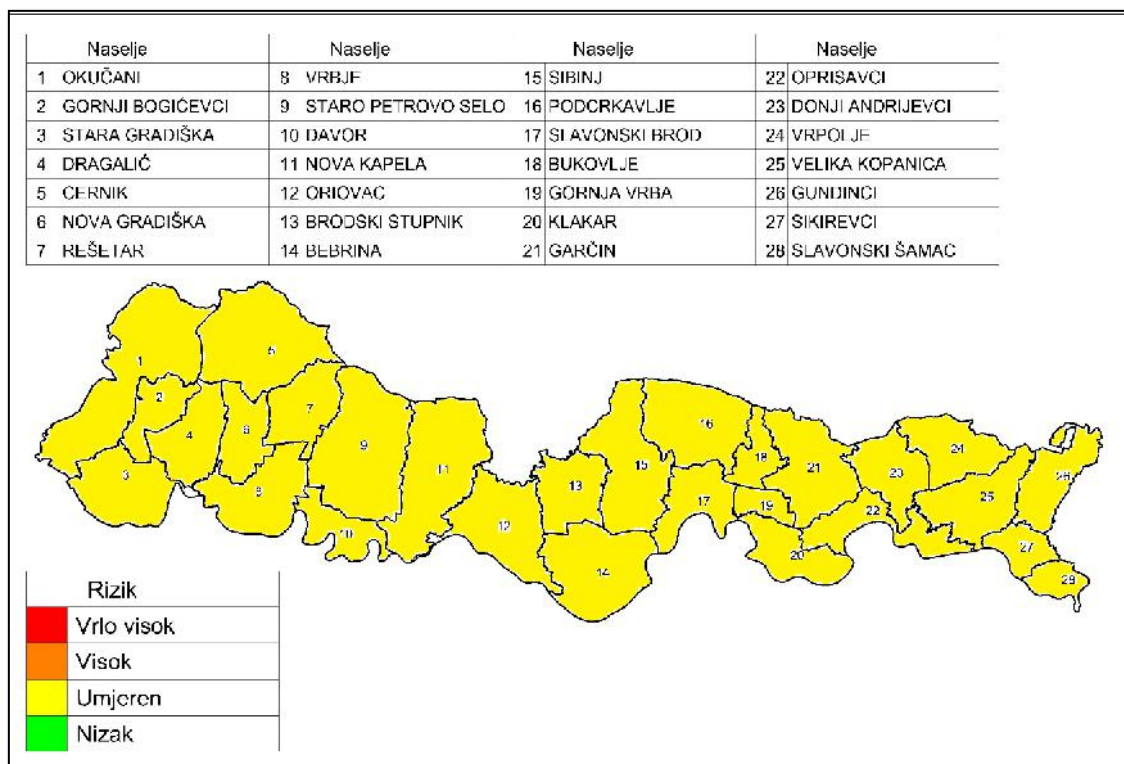 Naselje Naselje Naselje Naselje
1 OKUČANI 8 VRBJE 15 SIBINJ 22 OPRISAVCI
2 GORNJI BOGIĆEVCI 9 STARO PETROVO SELO 16 PODCRKAVLJE 23 DONJI ANDRIJEVCI
3 STARA GRADIŠKA 10 DAVOR 17 SLAVONSKI BROD 24 VRPOLJE
4 DRAGALIĆ 11 NOVA KAPELA 18 BUKOVLJE 25 VELIKA KOPANICA
5 CERNIK 12 ORIOVAC 19 GORNJA VRBA 26 GUNDINCI
6 NOVA GRADIŠKA 13 BRODSKI STUPNIK 20 KLAKAR 27 SIKIREVCI
7 REŠETAR 14 BEBRINA 21 GARČIN 28 SLAVONSKI ŠAMAC
5
1
2
7
16
6
4
9
24
18
15
21
11
23
3
26
13
8
25
17
19
22
12
10
27
20
14
28
Rizik
Vrlo visok
Visok
Umjeren
Nizak